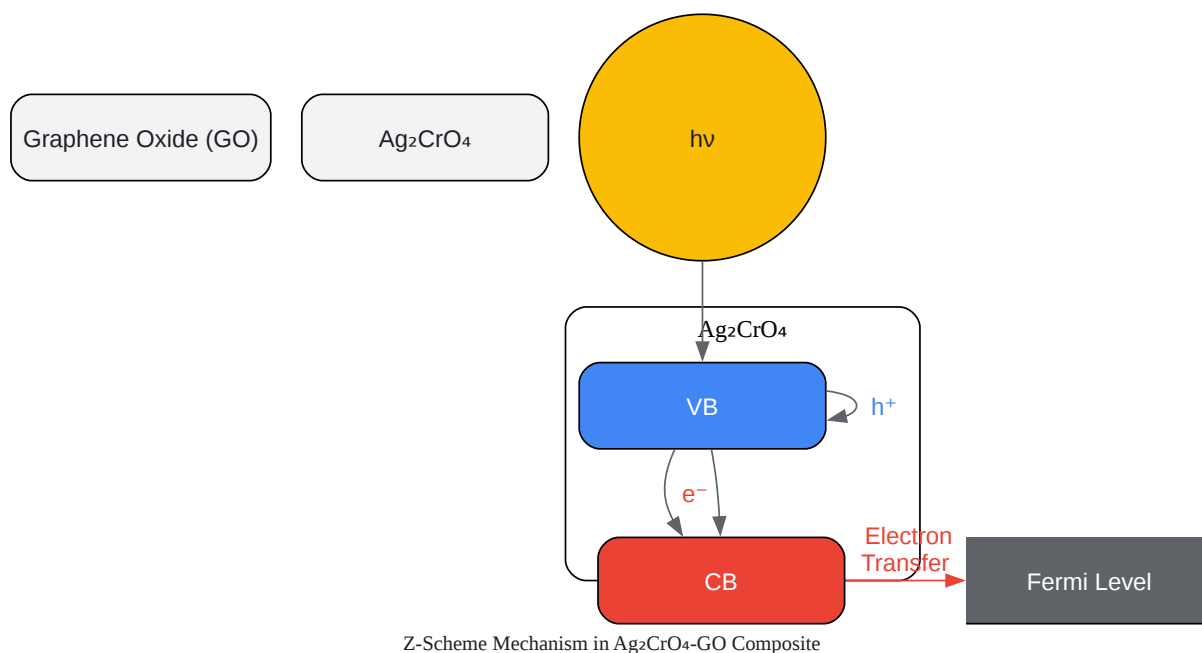 Graphene Oxide (GO)
Ag₂CrO₄
hν
Ag₂CrO₄
VB
h⁺
e⁻
Electron
Transfer
CB
Fermi Level
Z-Scheme Mechanism in Ag₂CrO₄-GO Composite